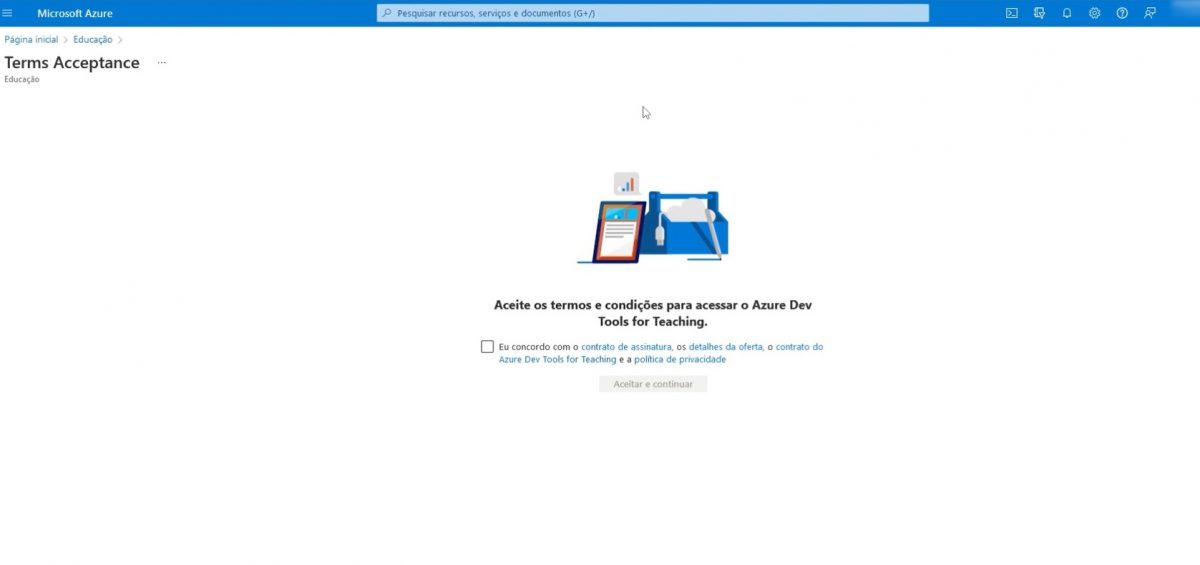 Microsoft Azure
Pesquisar recursos, serviços e documentos (G+/)
Página inicial > Educação >
Terms Acceptance ...
Educação
Aceite os termos e condições para acessar o Azure Dev
Tools for Teaching.
Eu concordo com o contrato de assinatura, os detalhes da oferta, o contrato do
Azure Dev Tools for Teaching e a política de privacidade
Aceitar e continuar